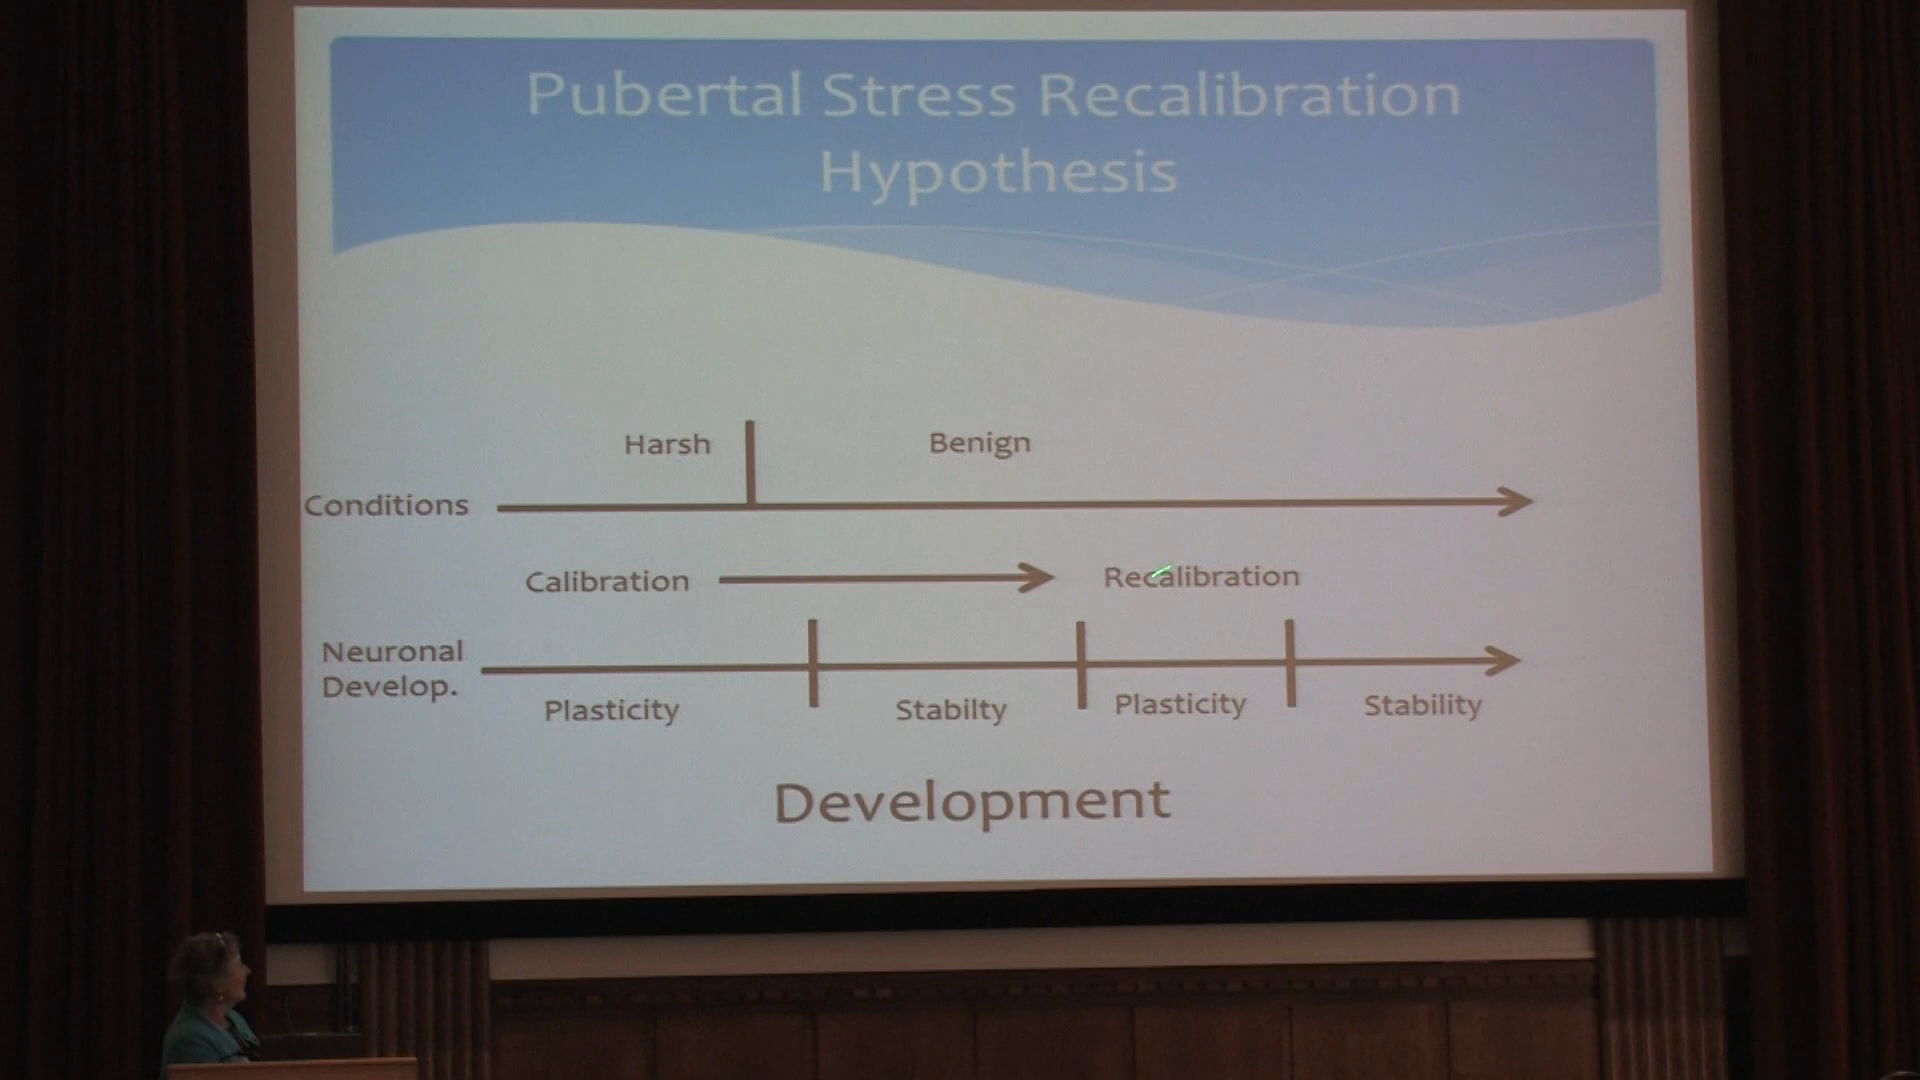 Pubertal Stress Recalibration
Hypothesis
Harsh
Benign
Conditions
Calibration
Recalibration
Neuronal
Develop.
Plasticity
Stabilty
Plasticity
Stability
Development